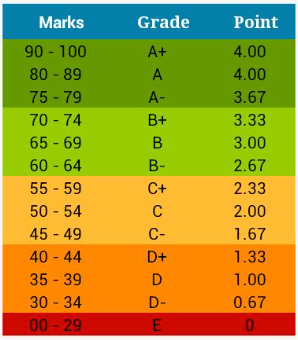 Marks Grade Point
90 - 100 A+ 4.00
80 - 89 A 4.00
75 - 79 A- 3.67
70 - 74 B+ 3.33
65 - 69 B 3.00
60 - 64 B- 2.67
55 - 59 C+ 2.33
50 - 54 C 2.00
45 - 49 C- 1.67
40 - 44 D+ 1.33
35 - 39 D 1.00
30 - 34 D- 0.67
00 - 29 E 0